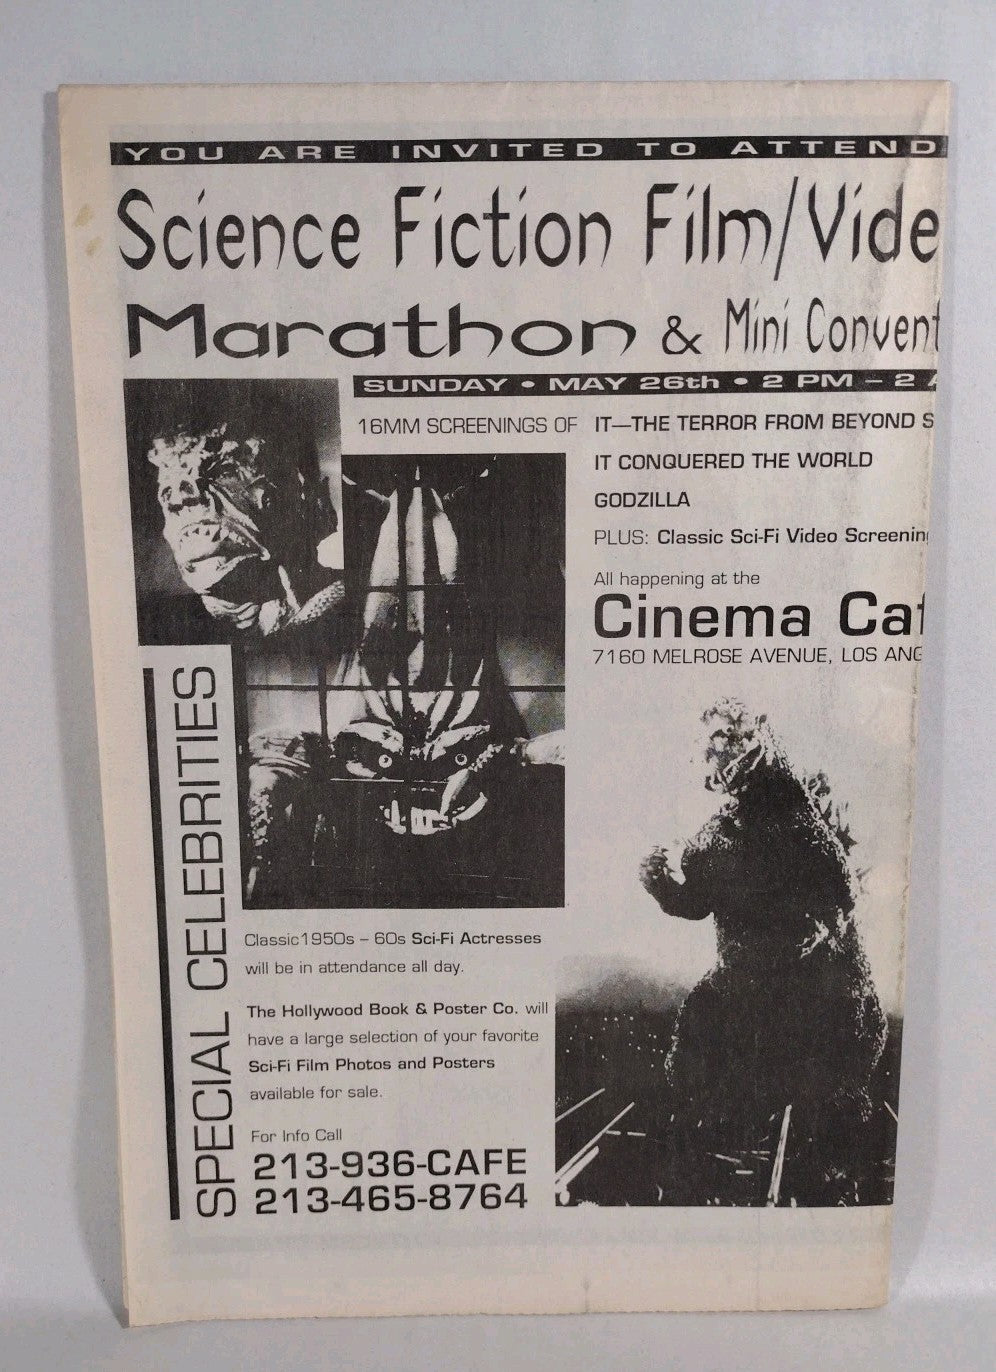 YOU ARE INVITED TO ATTEND
Science Fiction Film/Vide
Marathon & Mini Convent
SUNDAY • MAY 26th • 2 PM – 2 A
16MM SCREENINGS OF IT—THE TERROR FROM BEYOND S
IT CONQUERED THE WORLD
GODZILLA
PLUS: Classic Sci-Fi Video Screenin
All happening at the
Cinema Caf
7160 MELROSE AVENUE, LOS ANG
SPECIAL CELEBRITIES
Classic1950s – 60s Sci-Fi Actresses
will be in attendance all day.
The Hollywood Book & Poster Co. will
have a large selection of your favorite
Sci-Fi Film Photos and Posters
available for sale.
For Info Call
213-936-CAFE
213-465-8764